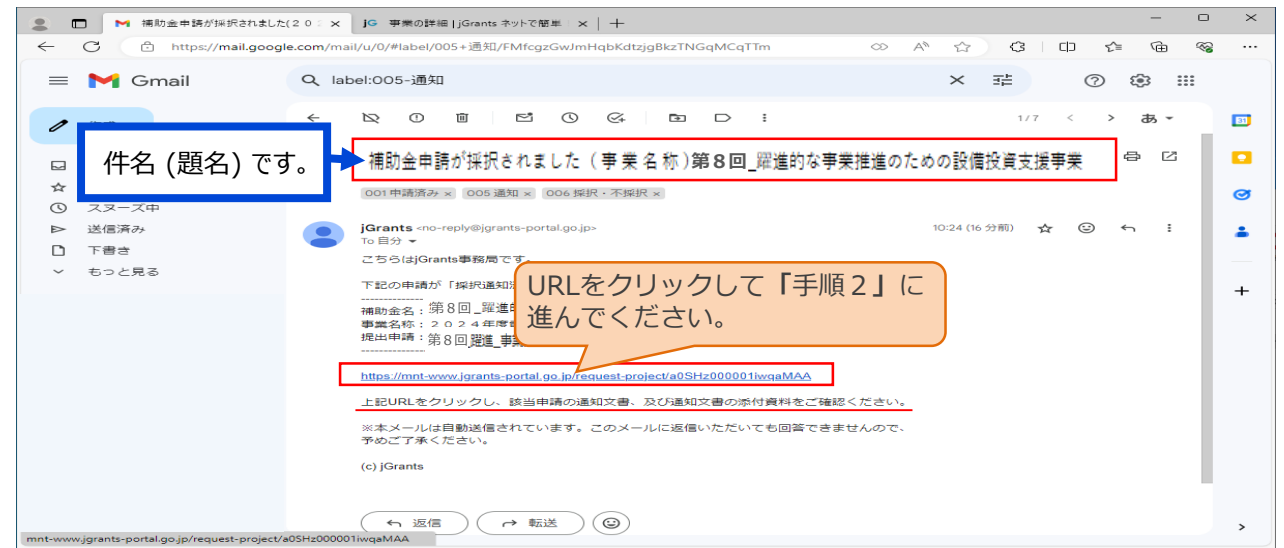 補助金申請が採択されました(２０
jG 事業の詳細 | jGrants ネットで簡単
https://mail.google.com/mail/u/0/#label/005+通知/FMfcgzGwJmHqbKdtzjgBkzTNGqMCqTTm
Gmail
label:005-通知
1/7
あ
31
件名 (題名) です。
補助金申請が採択されました（事業名称）第８回_躍進的な事業推進のための設備投資支援事業
001 申請済み × 005 通知 × 006 採択・不採択 ×
スヌーズ中
送信済み
下書き
もっと見る
jGrants <no-reply@jgrants-portal.go.jp>
10:24 (16 分前)
To 自分
こちらはjGrants事務局です。
下記の申請が「採択通知
URLをクリックして「手順２」に
進んでください。
補助金名：第８回_躍進
事業名称：２０２４年度
提出申請：第８回躍進_事
https://mnt-www.jgrants-portal.go.jp/request-project/a0SHz000001iwqaMAA
上記URLをクリックし、該当申請の通知文書、及び通知文書の添付資料をご確認ください。
※本メールは自動送信されています。このメールに返信いただいても回答できませんので、
予めご了承ください。
(c) jGrants
返信
転送
mnt-www.jgrants-portal.go.jp/request-project/a0SHz000001iwqaMAA